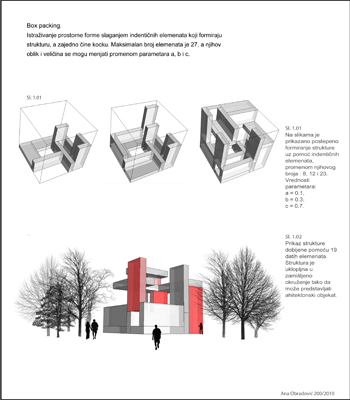 Box packing.
Istraživanje prostorne forme slaganjem indentičnih elemenata koji formiraju
strukturu, a zajedno čine kocku. Maksimalan broj elemenata je 27, a njihov
oblik i veličina se mogu menjati promenom parametara a, b i c.
Sl. 1.01
Sl. 1.01
Na slikama je
prikazano postepeno
formiranje strukture
uz pomoć indentičnih
elemenata,
promenom njihovog
broja : 8, 12 i 23.
Vrednosti
parametara:
a = 0.1,
b = 0.3,
c = 0.7.
Sl. 1.02
Sl. 1.02
Prikaz strukture
dobijene pomoću 19
datih elemenata.
Struktura je
uklopljna u
zamišljeno
okruženje tako da
može predstavljati
arhitektonski objekat.
Ana Obradović 200/2010